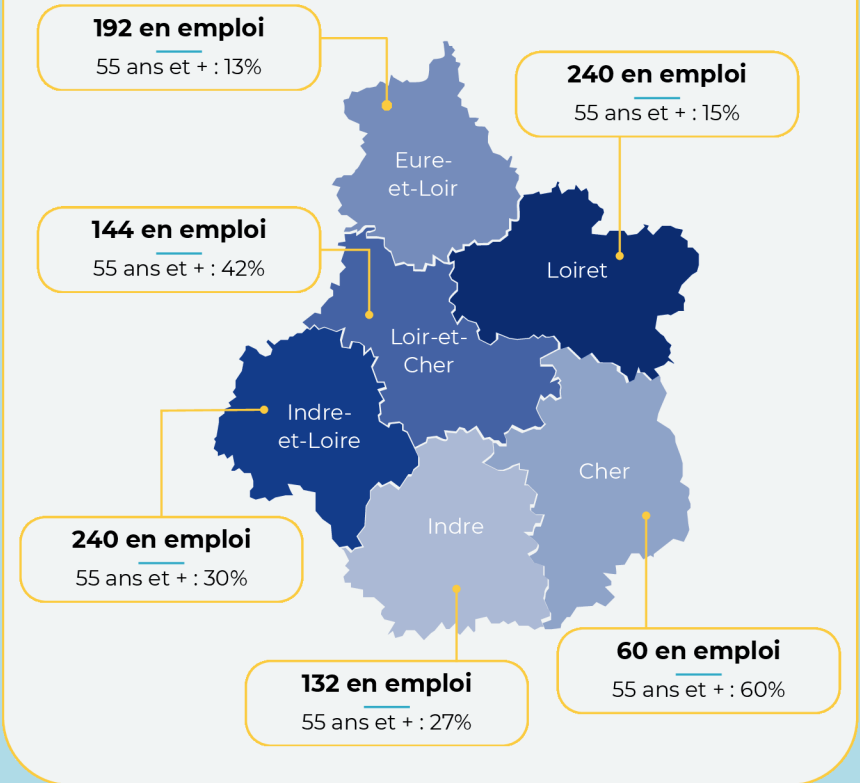 192 en emploi
55 ans et + : 13%
240 en emploi
55 ans et + : 15%
Eure-
et-Loir
144 en emploi
55 ans et + : 42%
Loiret
Loir-et-
Cher
Indre-
et-Loire
Cher
Indre
240 en emploi
55 ans et + : 30%
60 en emploi
55 ans et + : 60%
132 en emploi
55 ans et + : 27%